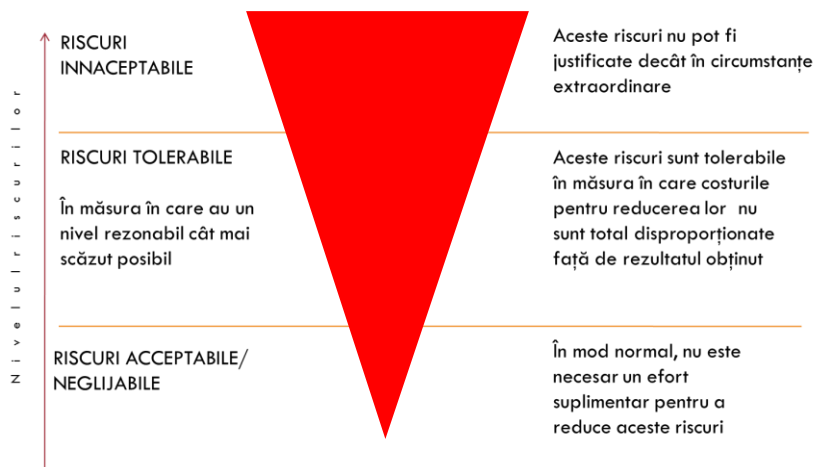 Nivelul riscurilor
RISCURI
INNACEPTABILE
Aceste riscuri nu pot fi
justificate decât în circumstanțe
extraordinare
RISCURI TOLERABILE
În măsura în care au un
nivel rezonabil cât mai
scăzut posibil
Aceste riscuri sunt tolerabile
în măsura în care costurile
pentru reducerea lor nu
sunt total disproporționate
față de rezultatul obținut
RISCURI ACCEPTABILE/
NEGLIJABILE
În mod normal, nu este
necesar un efort
suplimentar pentru a
reduce aceste riscuri